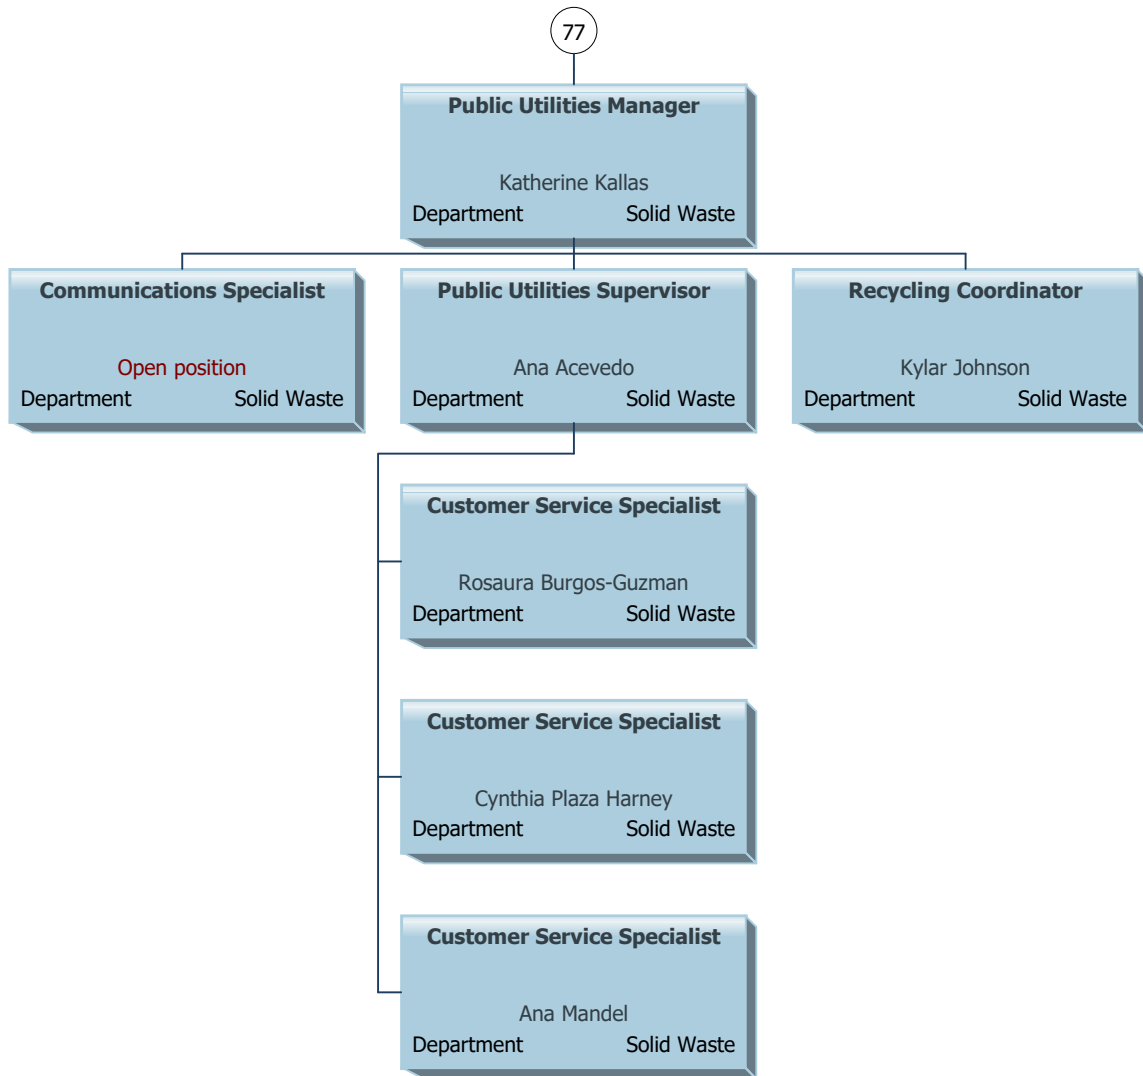 77
Public Utilities Manager
Katherine Kallas
Department Solid Waste
Communications Specialist
Open position
Department Solid Waste
Public Utilities Supervisor
Ana Acevedo
Department Solid Waste
Recycling Coordinator
Kylar Johnson
Department Solid Waste
Customer Service Specialist
Rosaura Burgos-Guzman
Department Solid Waste
Customer Service Specialist
Cynthia Plaza Harney
Department Solid Waste
Customer Service Specialist
Ana Mandel
Department Solid Waste